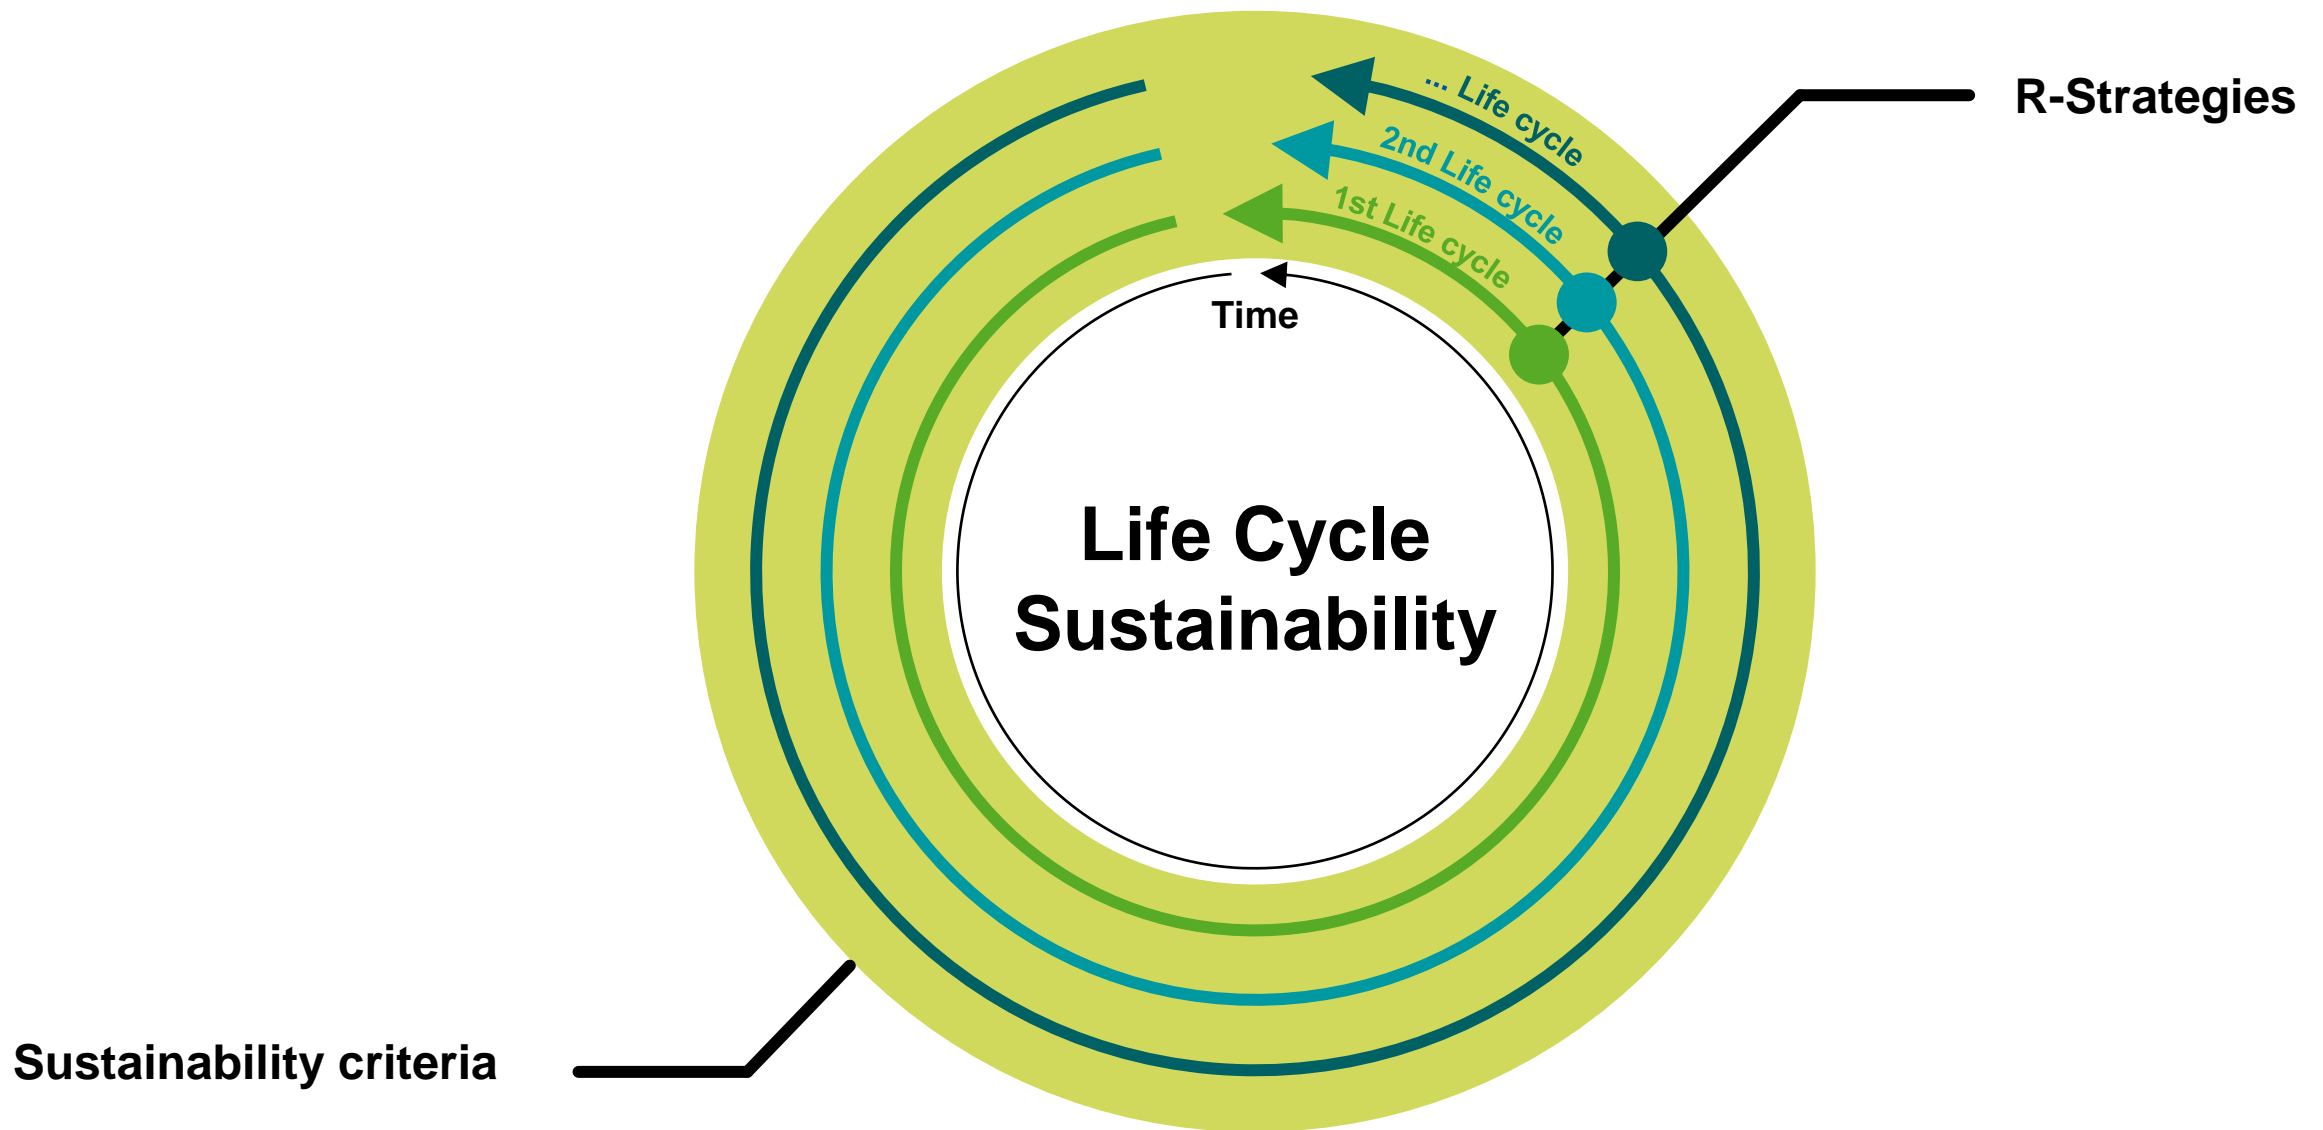 ... Life cycle
R-Strategies
2nd Life cycle
1st Life cycle
Time
Life Cycle
Sustainability
Sustainability criteria